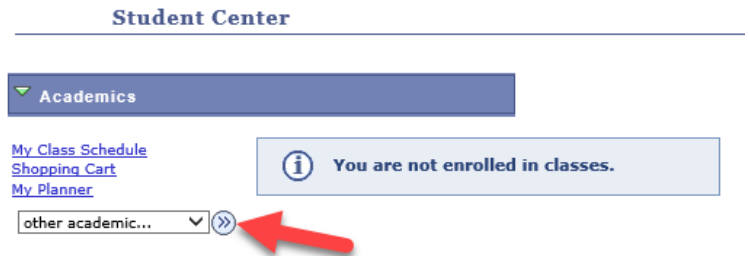 Student Center
Academics
My Class Schedule
Shopping Cart
My Planner
You are not enrolled in classes.
other academic...